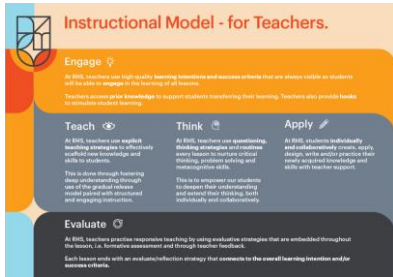 Instructional Model - for Teachers.
Engage
At RHS, teachers use high-quality learning intentions and success criteria that are always visible so students
will be able to engage in the learning of all lessons.
Teachers access prior knowledge to support students transferring their learning. Teachers also provide hooks
to stimulate student learning.
Teach
At RHS, teachers use explicit
teaching strategies to effectively
scaffold new knowledge and
skills to students.
This is done through fostering
deep understanding through
use of the gradual release
model paired with structured
and engaging instruction.
Think
At RHS, teachers use questioning,
thinking strategies and routines
every lesson to nurture critical
thinking, problem solving and
metacognitive skills.
This is to empower our students
to deepen their understanding
and extend their thinking, both
individually and collaboratively.
Apply
At RHS, students individually
and collaboratively create, apply,
design, write and/or practice their
newly acquired knowledge and
skills with teacher support.
Evaluate
At RHS, teachers practise responsive teaching by using evaluative strategies that are embedded throughout
the lesson, i.e. formative assessment and through teacher feedback.
Each lesson ends with an evaluate/reflection strategy that connects to the overall learning intention and/or
success criteria.